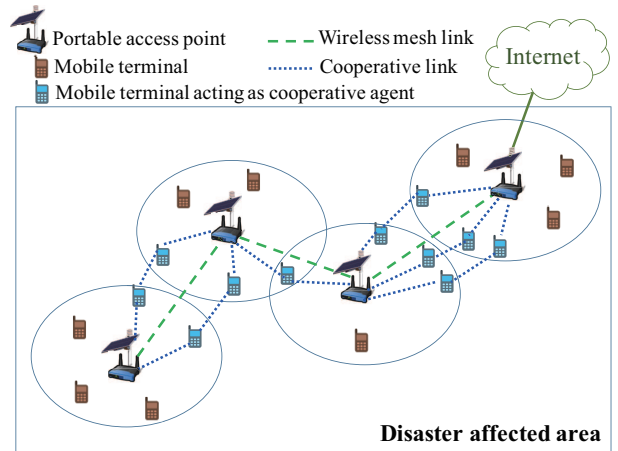 Portable access point
Wireless mesh link
Mobile terminal
Cooperative link
Mobile terminal acting as cooperative agent
Internet
Disaster affected area